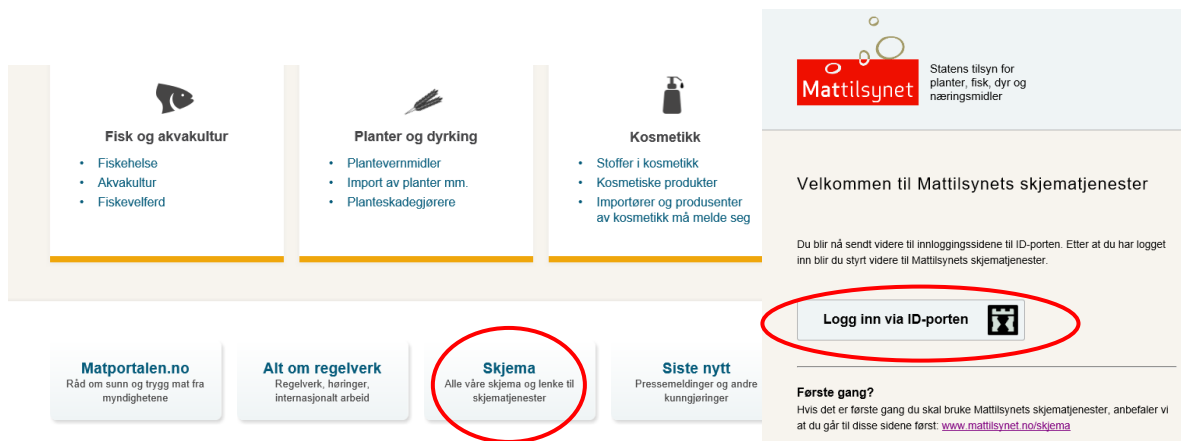 Fisk og akvakultur
• Fiskehelse
• Akvakultur
• Fiskevelferd
Planter og dyrking
• Plantevernmidler
• Import av planter mm.
• Planteskadegjørere
Kosmetikk
• Stoffer i kosmetikk
• Kosmetiske produkter
• Importører og produsenter
av kosmetikk må melde seg
Matportalen.no
Råd om sunn og trygg mat fra
myndighetene
Alt om regelverk
Regelverk, høringer,
internasjonalt arbeid
Skjema
Alle våre skjema og lenke til
skjematjenester
Siste nytt
Pressemeldinger og andre
kunngjøringer
Mattilsynet
Statens tilsyn for
planter, fisk, dyr og
næringsmidler
Velkommen til Mattilsynets skjematjenester
Du blir nå sendt videre til innloggingssidene til ID-porten. Etter at du har logget
inn blir du styrt videre til Mattilsynets skjematjenester.
Logg inn via ID-porten
Første gang?
Hvis det er første gang du skal bruke Mattilsynets skjematjenester, anbefaler vi
at du går til disse sidene først: www.mattilsynet.no/skjema